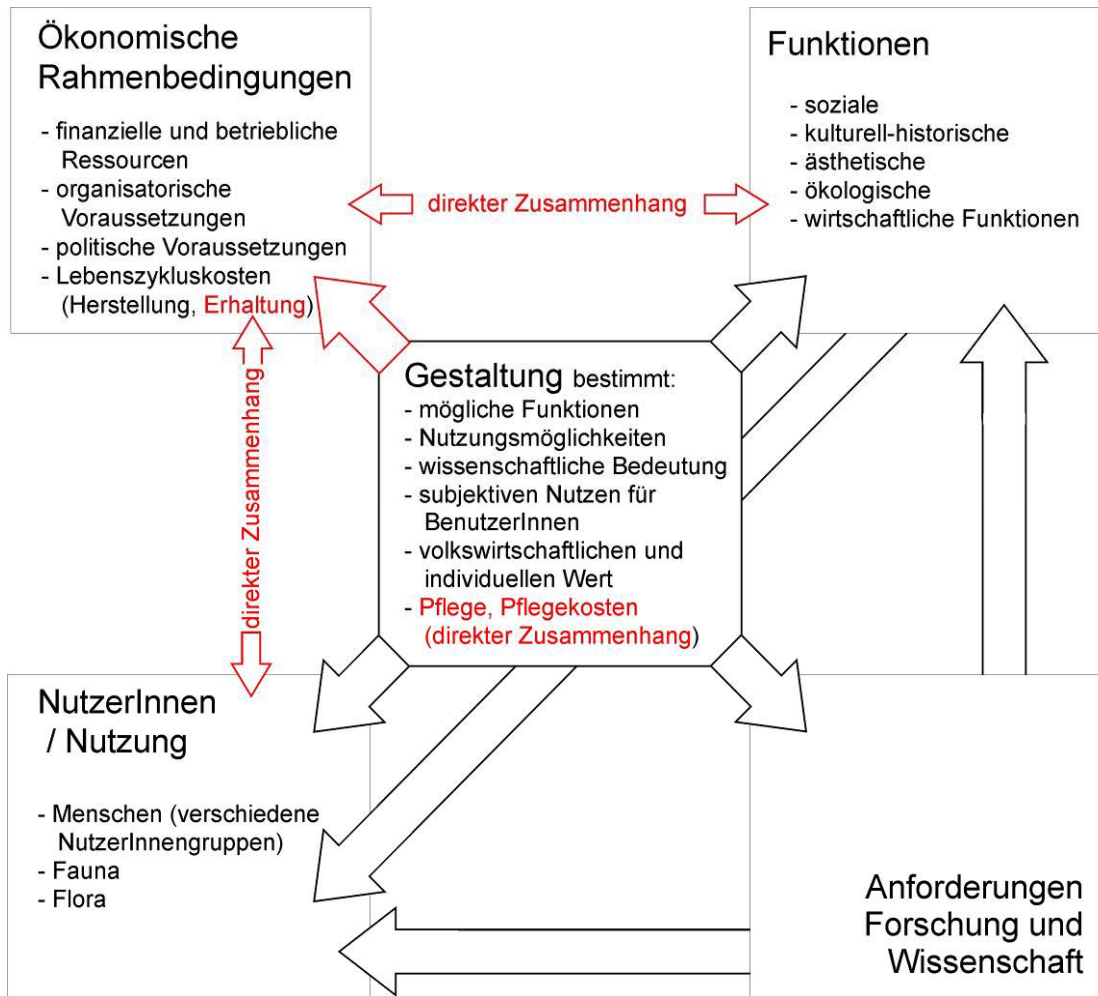 Ökonomische
Rahmenbedingungen
- finanzielle und betriebliche
Ressourcen
- organisatorische
Voraussetzungen
- politische Voraussetzungen
- Lebenszykluskosten
(Herstellung, Erhaltung)
direkter Zusammenhang
Funktionen
- soziale
- kulturell-historische
- ästhetische
- ökologische
- wirtschaftliche Funktionen
direkter Zusammenhang
Gestaltung bestimmt:
- mögliche Funktionen
- Nutzungsmöglichkeiten
- wissenschaftliche Bedeutung
- subjektiven Nutzen für
BenutzerInnen
- volkswirtschaftlichen und
individuellen Wert
- Pflege, Pflegekosten
(direkter Zusammenhang)
NutzerInnen
/ Nutzung
- Menschen (verschiedene
NutzerInnengruppen)
- Fauna
- Flora
Anforderungen
Forschung und
Wissenschaft